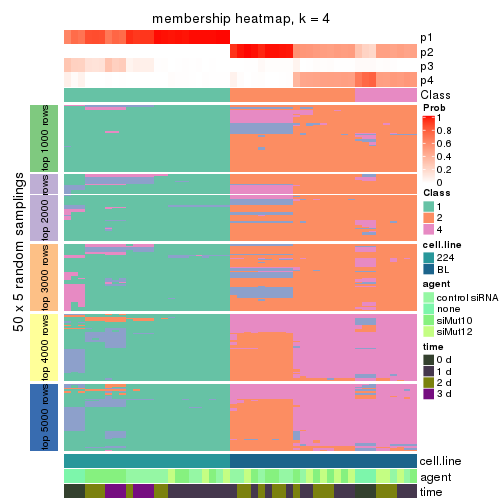 membership heatmap, k = 4
p1
p2
p3
p4
Class
50 x 5 random samplings
top 1000 rows
rows
top 2000 rows
top 3000 rows
top 4000 rows
top 5000 rows
cell.line
agent
time
Prob
1
0.8
0.6
0.4
0.2
0
Class
1
2
4
cell.line
224
BL
agent
control siRNA
none
siMut10
siMut12
time
0 d
1 d
2 d
3 d